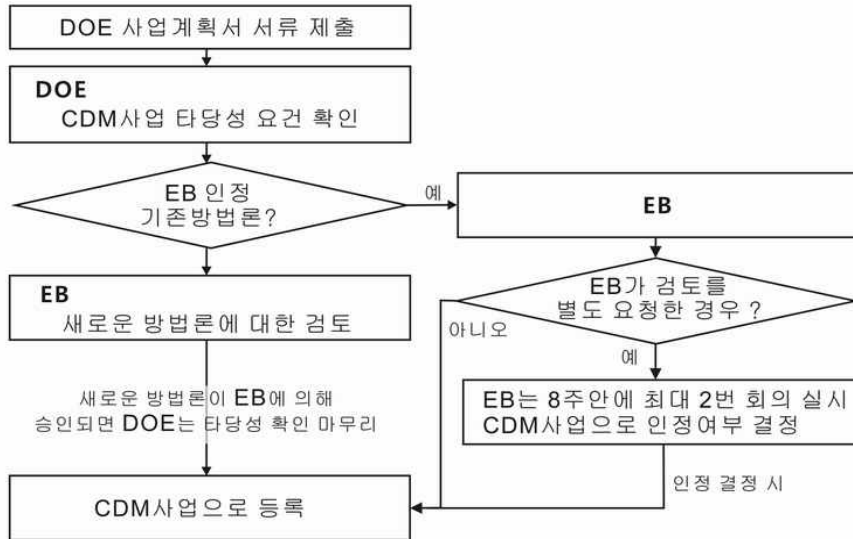 DOE 사업계획서 서류 제출
DOE
CDM사업 타당성 요건 확인
EB 인정
기존방법론?
예
EB
EB
새로운 방법론에 대한 검토
EB가 검토를
별도 요청한 경우 ?
아니오
예
새로운 방법론이 EB에 의해
승인되면 DOE는 타당성 확인 마무리
EB는 8주안에 최대 2번 회의 실시
CDM사업으로 인정여부 결정
인정 결정 시
CDM사업으로 등록